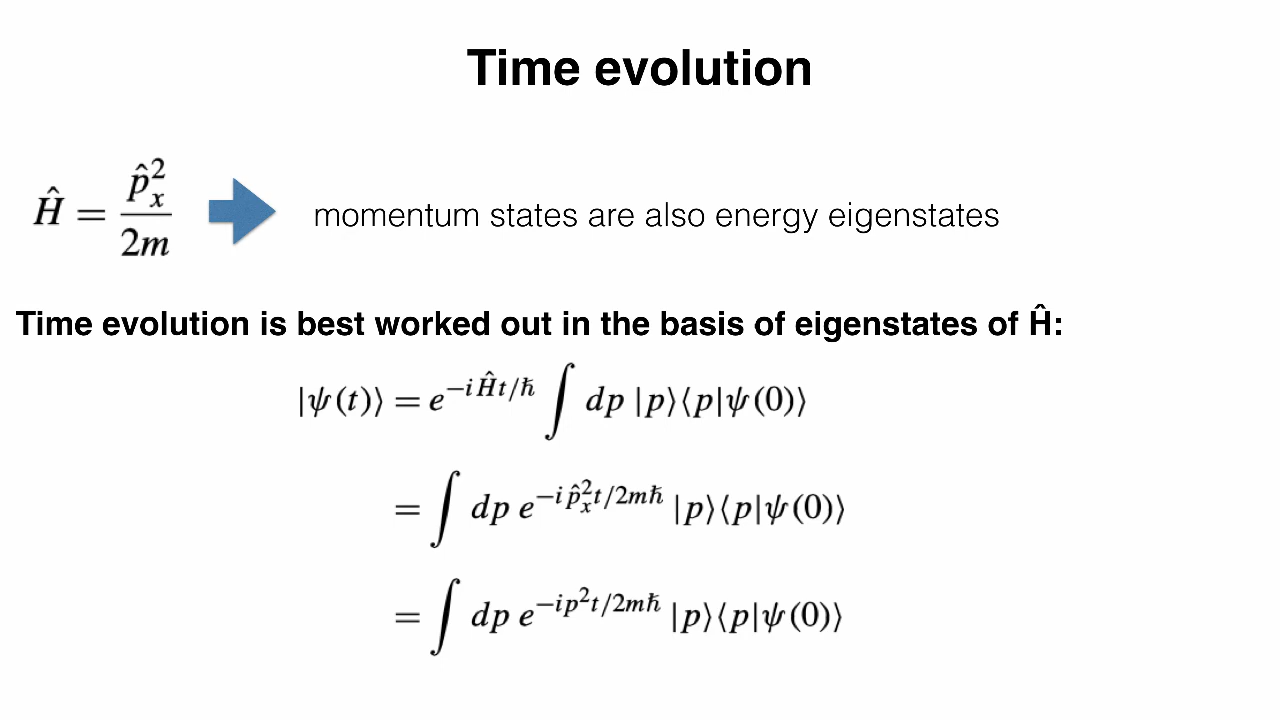 Time evolution
Ĥ = p̂ₓ²/2m momentum states are also energy eigenstates
Time evolution is best worked out in the basis of eigenstates of Ĥ:
|ψ(t)⟩ = e^{−iĤt/ℏ} ∫ dp |p⟩⟨p|ψ(0)⟩
= ∫ dp e^{−ip̂ₓ²t/2mℏ} |p⟩⟨p|ψ(0)⟩
= ∫ dp e^{−ip²t/2mℏ} |p⟩⟨p|ψ(0)⟩